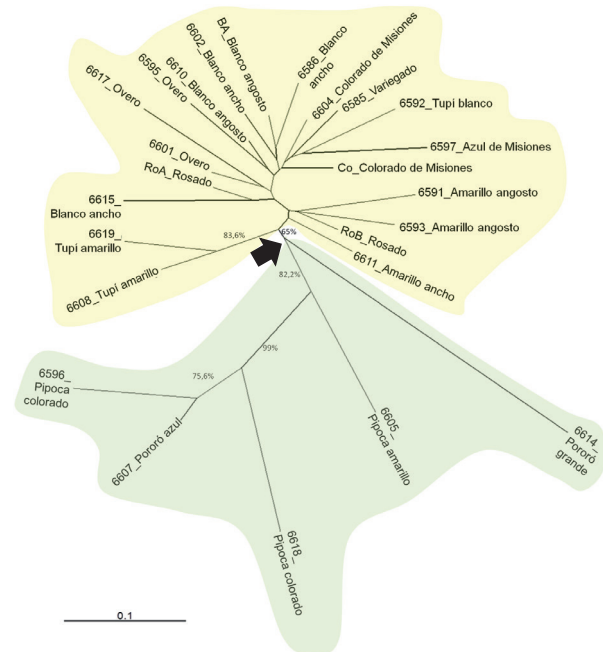 BA_Blanco angosto
6602_Blanco ancho
6610_Blanco angosto
6595_Overo
6617_Overo
6586_Blanco
ancho
6604_Colorado de Misiones
6585_Variegado
6592_Tupi blanco
6597_Azul de Misiones
Co_Colorado de Misiones
6601_Overo
RoA_Rosado
6591_Amarillo angosto
6615_
Blanco ancho
6593_Amarillo angosto
RoB_Rosado
6611_Amarillo ancho
6619_
Tupí amarillo
83,6%
65%
6608_Tupí amarillo
82,2%
99%
75,6%
6596_
Pipoca
colorado
6607_Pororó azul
6605_
Pipoca amarillo
6614_
Pororó
grande
6618_
Pipoca colorado
0.1